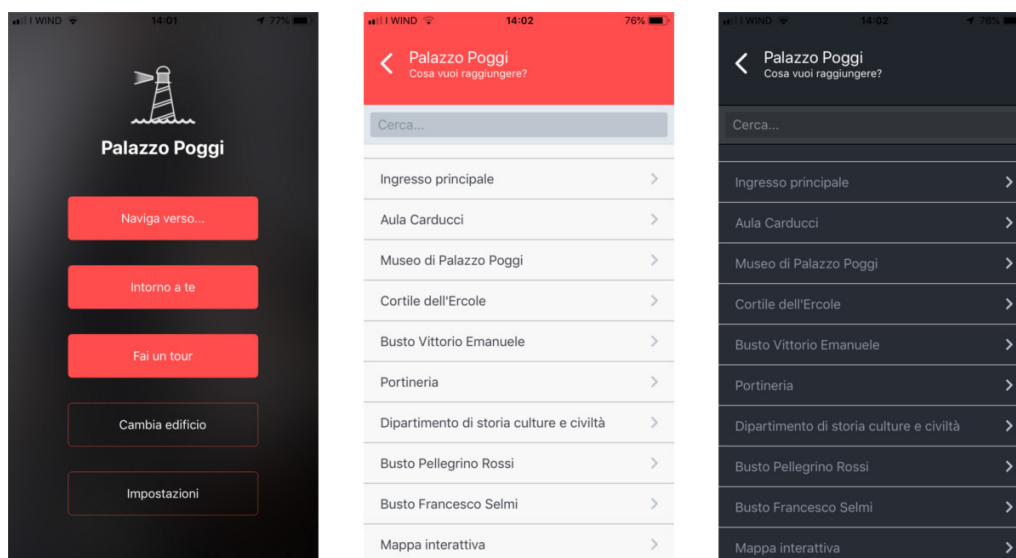 WIND 14:01 77%
Palazzo Poggi
Naviga verso...
Intorno a te
Fai un tour
Cambia edificio
Impostazioni
WIND 14:02 76%
Palazzo Poggi
Cosa vuoi raggiungere?
Cerca...
Ingresso principale
Aula Carducci
Museo di Palazzo Poggi
Cortile dell'Ercole
Busto Vittorio Emanuele
Portineria
Dipartimento di storia culture e civiltà
Busto Pellegrino Rossi
Busto Francesco Selmi
Mappa interattiva
WIND 14:02 76%
Palazzo Poggi
Cosa vuoi raggiungere?
Cerca...
Ingresso principale
Aula Carducci
Museo di Palazzo Poggi
Cortile dell'Ercole
Busto Vittorio Emanuele
Portineria
Dipartimento di storia culture e civiltà
Busto Pellegrino Rossi
Busto Francesco Selmi
Mappa interattiva